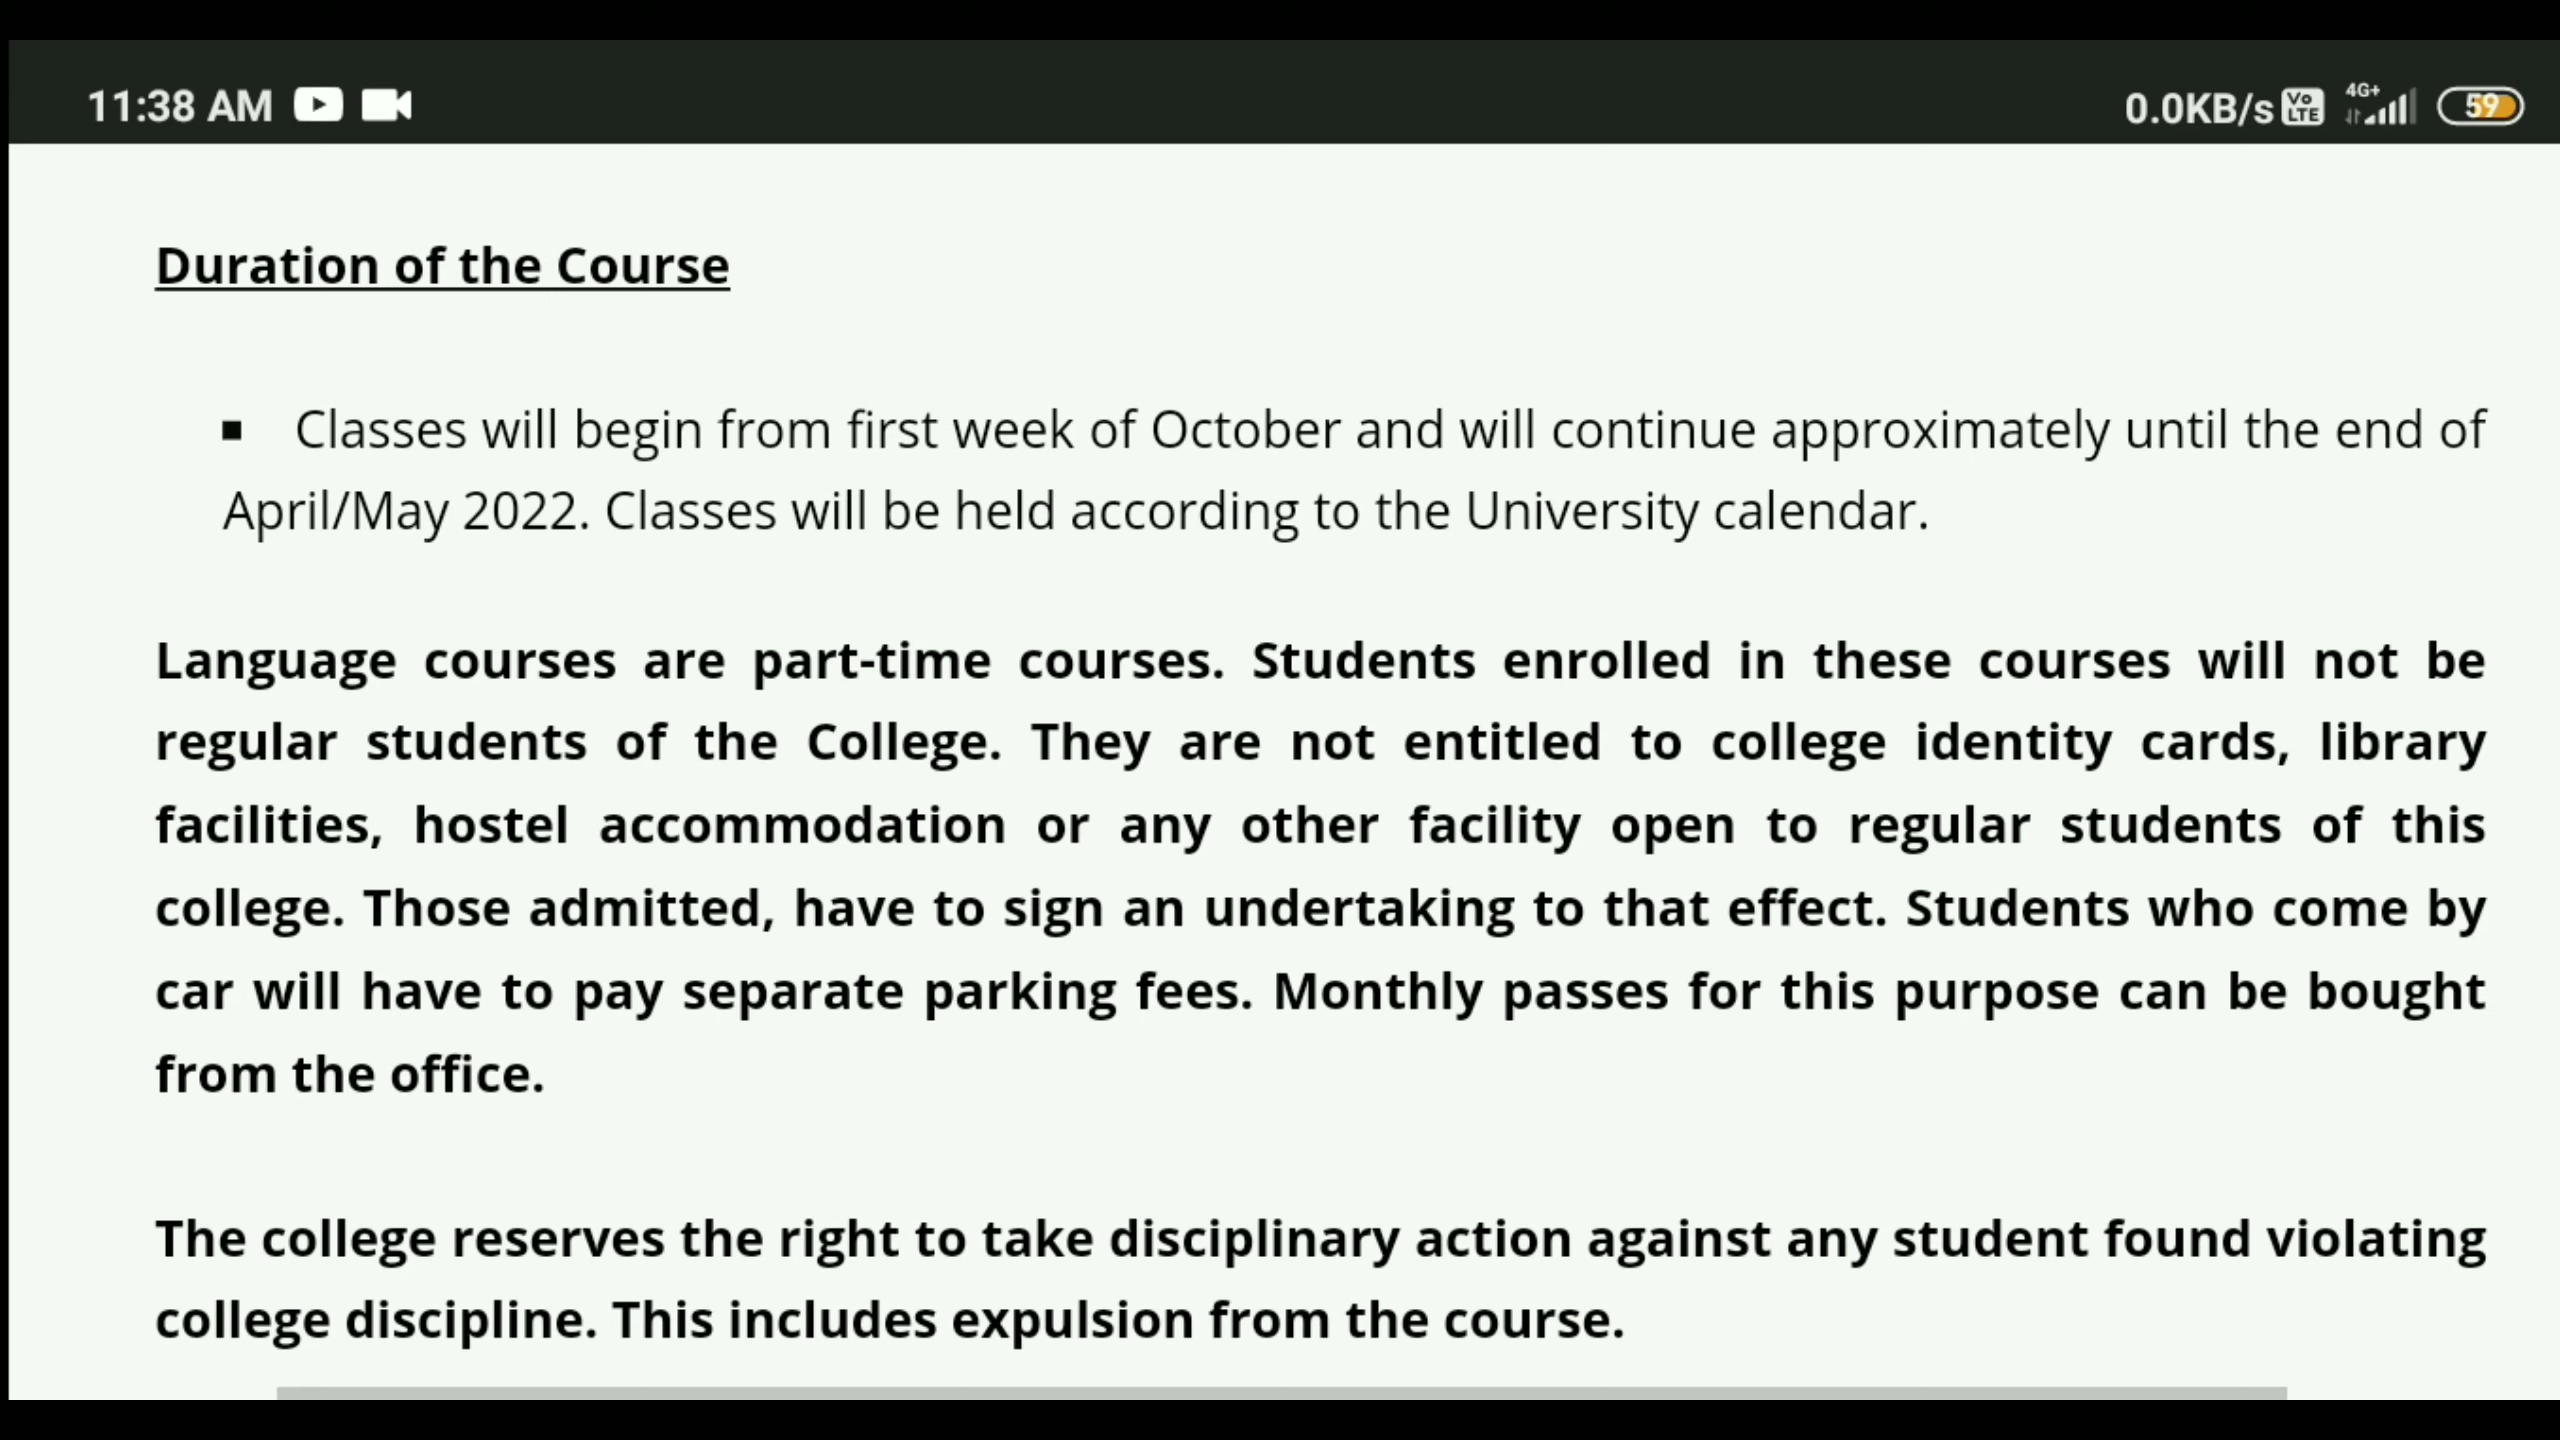 11:38 AM
0.0KB/s Vo LTE 4G+ 59
Duration of the Course
▪ Classes will begin from first week of October and will continue approximately until the end of
April/May 2022. Classes will be held according to the University calendar.
Language courses are part-time courses. Students enrolled in these courses will not be
regular students of the College. They are not entitled to college identity cards, library
facilities, hostel accommodation or any other facility open to regular students of this
college. Those admitted, have to sign an undertaking to that effect. Students who come by
car will have to pay separate parking fees. Monthly passes for this purpose can be bought
from the office.
The college reserves the right to take disciplinary action against any student found violating
college discipline. This includes expulsion from the course.